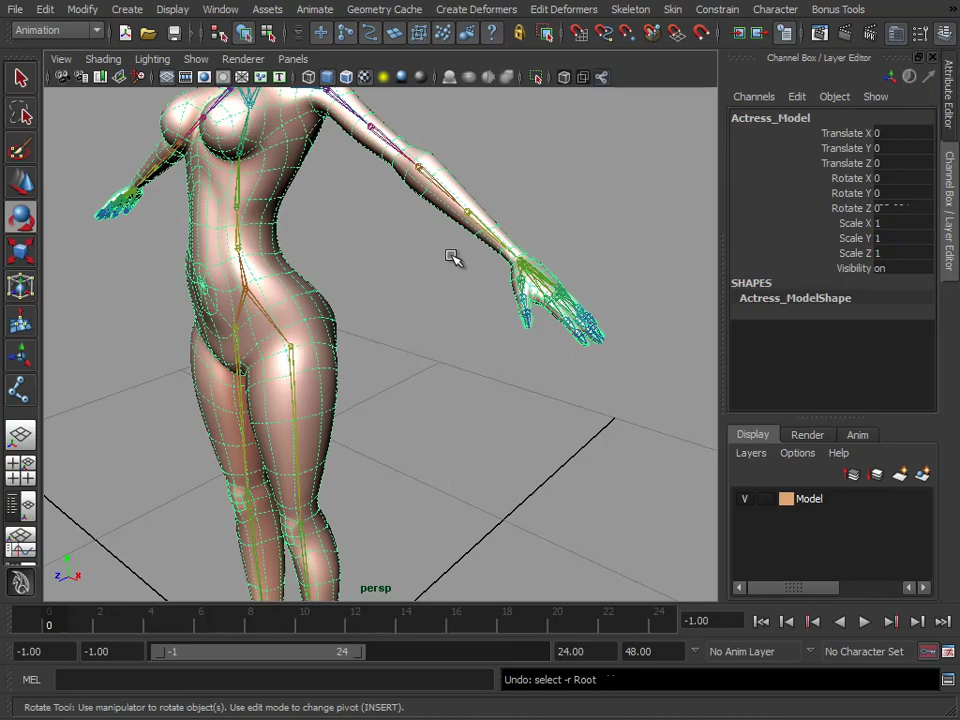 File Edit Modify Create Display Window Assets Animate Geometry Cache Create Deformers Edit Deformers Skeleton Skin Constrain Character Bonus Tools
Animation
View Shading Lighting Show Renderer Panels
Channel Box / Layer Editor
Channels Edit Object Show
Actress_Model
Translate X 0
Translate Y 0
Translate Z 0
Rotate X 0
Rotate Y 0
Rotate Z 0
Scale X 1
Scale Y 1
Scale Z 1
Visibility on
SHAPES
Actress_ModelShape
Attribute Editor
Channel Box / Layer Editor
Display Render Anim
Layers Options Help
V Model
z x
persp
0 2 4 6 8 10 12 14 16 18 20 22 24
0
-1.00
-1.00 -1.00 -1 24 24.00 48.00 No Anim Layer No Character Set
MEL Undo: select -r Root
Rotate Tool: Use manipulator to rotate object(s). Use edit mode to change pivot (INSERT).